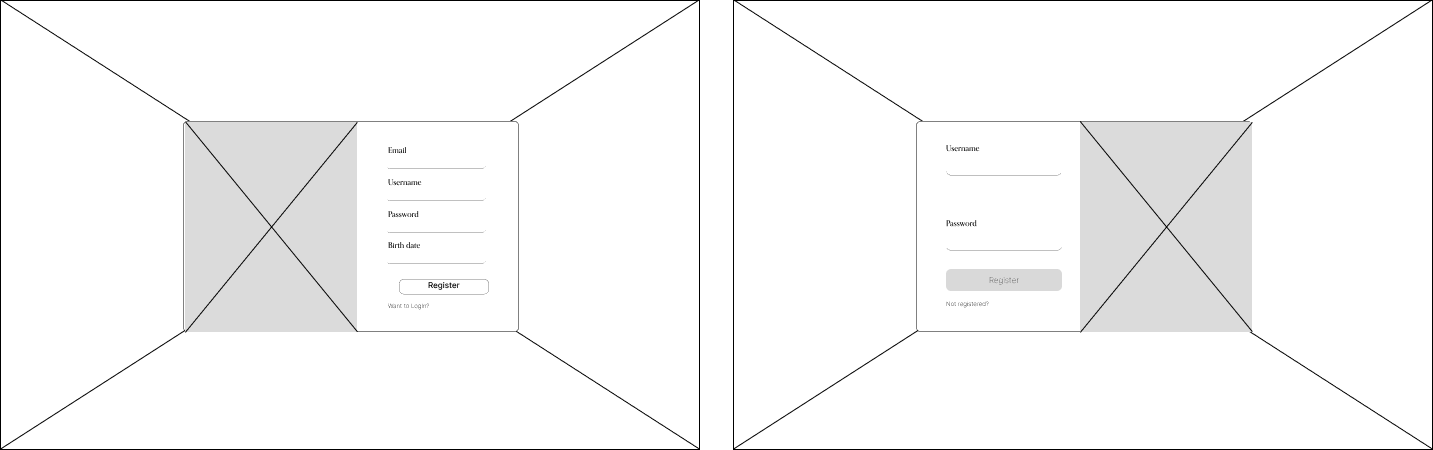 Email
Username
Password
Birth date
Register
Want to Login?
Username
Password
Register
Not registered?